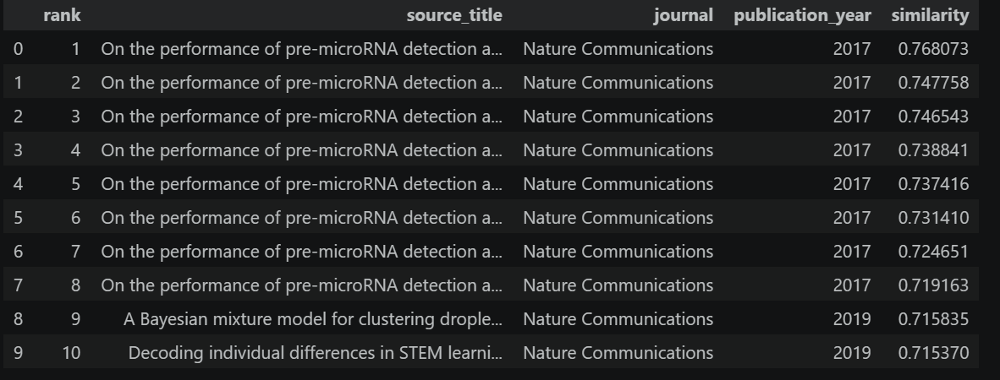 rank source_title journal publication_year similarity
0 1 On the performance of pre-microRNA detection a... Nature Communications 2017 0.768073
1 2 On the performance of pre-microRNA detection a... Nature Communications 2017 0.747758
2 3 On the performance of pre-microRNA detection a... Nature Communications 2017 0.746543
3 4 On the performance of pre-microRNA detection a... Nature Communications 2017 0.738841
4 5 On the performance of pre-microRNA detection a... Nature Communications 2017 0.737416
5 6 On the performance of pre-microRNA detection a... Nature Communications 2017 0.731410
6 7 On the performance of pre-microRNA detection a... Nature Communications 2017 0.724651
7 8 On the performance of pre-microRNA detection a... Nature Communications 2017 0.719163
8 9 A Bayesian mixture model for clustering drople... Nature Communications 2019 0.715835
9 10 Decoding individual differences in STEM learni... Nature Communications 2019 0.715370